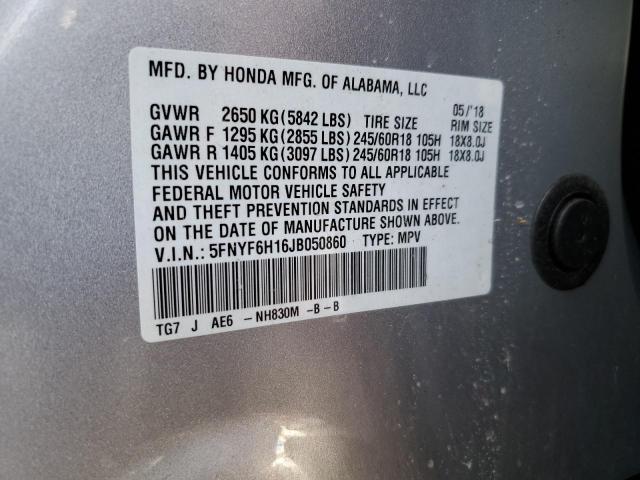 MFD. BY HONDA MFG. OF ALABAMA, LLC
05/'18
GVWR 2650 KG(5842 LBS) TIRE SIZE RIM SIZE
GAWR F 1295 KG(2855 LBS) 245/60R18 105H 18X8.0J
GAWR R 1405 KG(3097 LBS) 245/60R18 105H 18X8.0J
THIS VEHICLE CONFORMS TO ALL APPLICABLE
FEDERAL MOTOR VEHICLE SAFETY
AND THEFT PREVENTION STANDARDS IN EFFECT
ON THE DATE OF MANUFACTURE SHOWN ABOVE.
V.I.N.: 5FNYF6H16JB050860 TYPE: MPV
TG7 J AE6 -NH830M -B-B